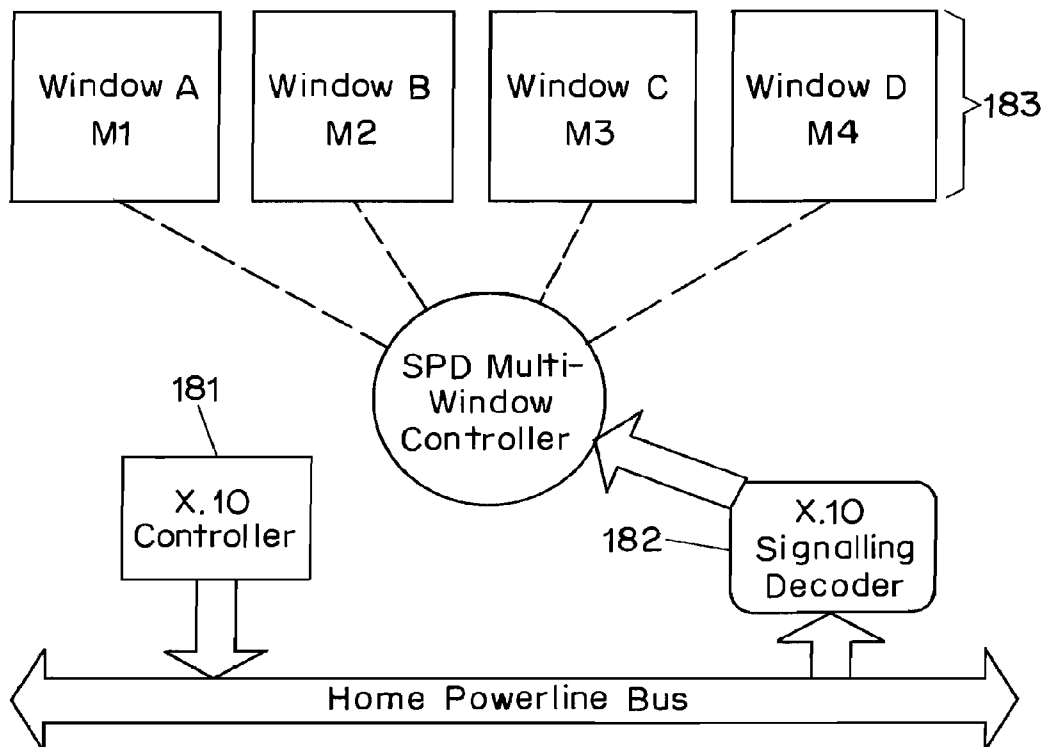 Window A
M1
Window B
M2
Window C
M3
Window D
M4
183
SPD Multi-
Window
Controller
181
X.10
Controller
182
X.10
Signalling
Decoder
Home Powerline Bus